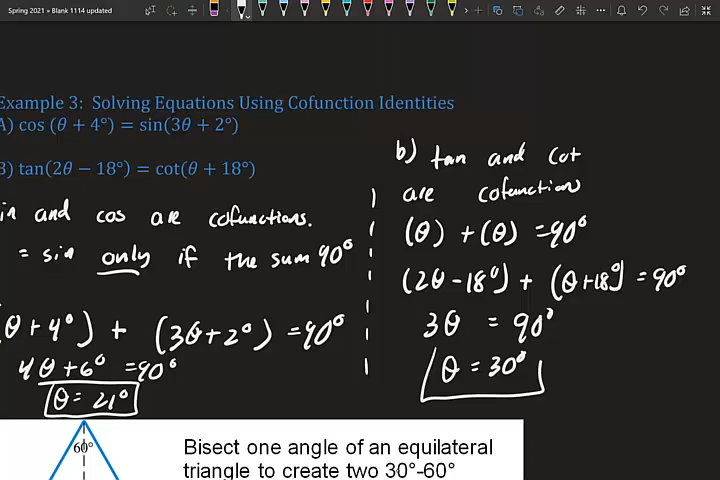 Spring 2021 » Blank 1114 updated
Example 3: Solving Equations Using Cofunction Identities
A) cos (θ + 4°) = sin(3θ + 2°)
B) tan(2θ − 18°) = cot(θ + 18°)
in and cos are cofunctions.
= sin only if the sum 90°
(θ + 4°) + (3θ + 2°) = 90°
4θ + 6° = 90°
θ = 21°
b) tan and cot
are cofunctions
(θ) + (θ) = 90°
(2θ - 18°) + (θ + 18°) = 90°
3θ = 90°
θ = 30°
60°
Bisect one angle of an equilateral
triangle to create two 30°-60°